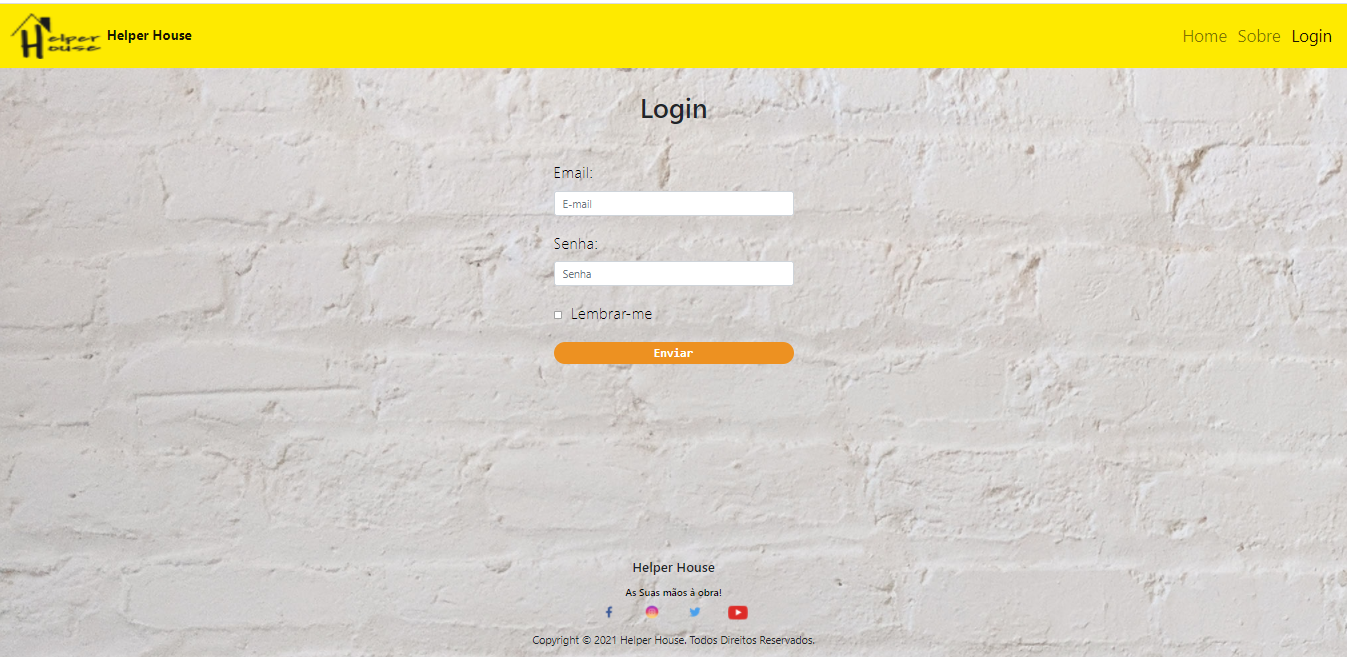 Helper House Helper House Home Sobre Login
Login
Email:
E-mail
Senha:
Senha
Lembrar-me
Enviar
Helper House
As Suas mãos à obra!
Copyright © 2021 Helper House. Todos Direitos Reservados.